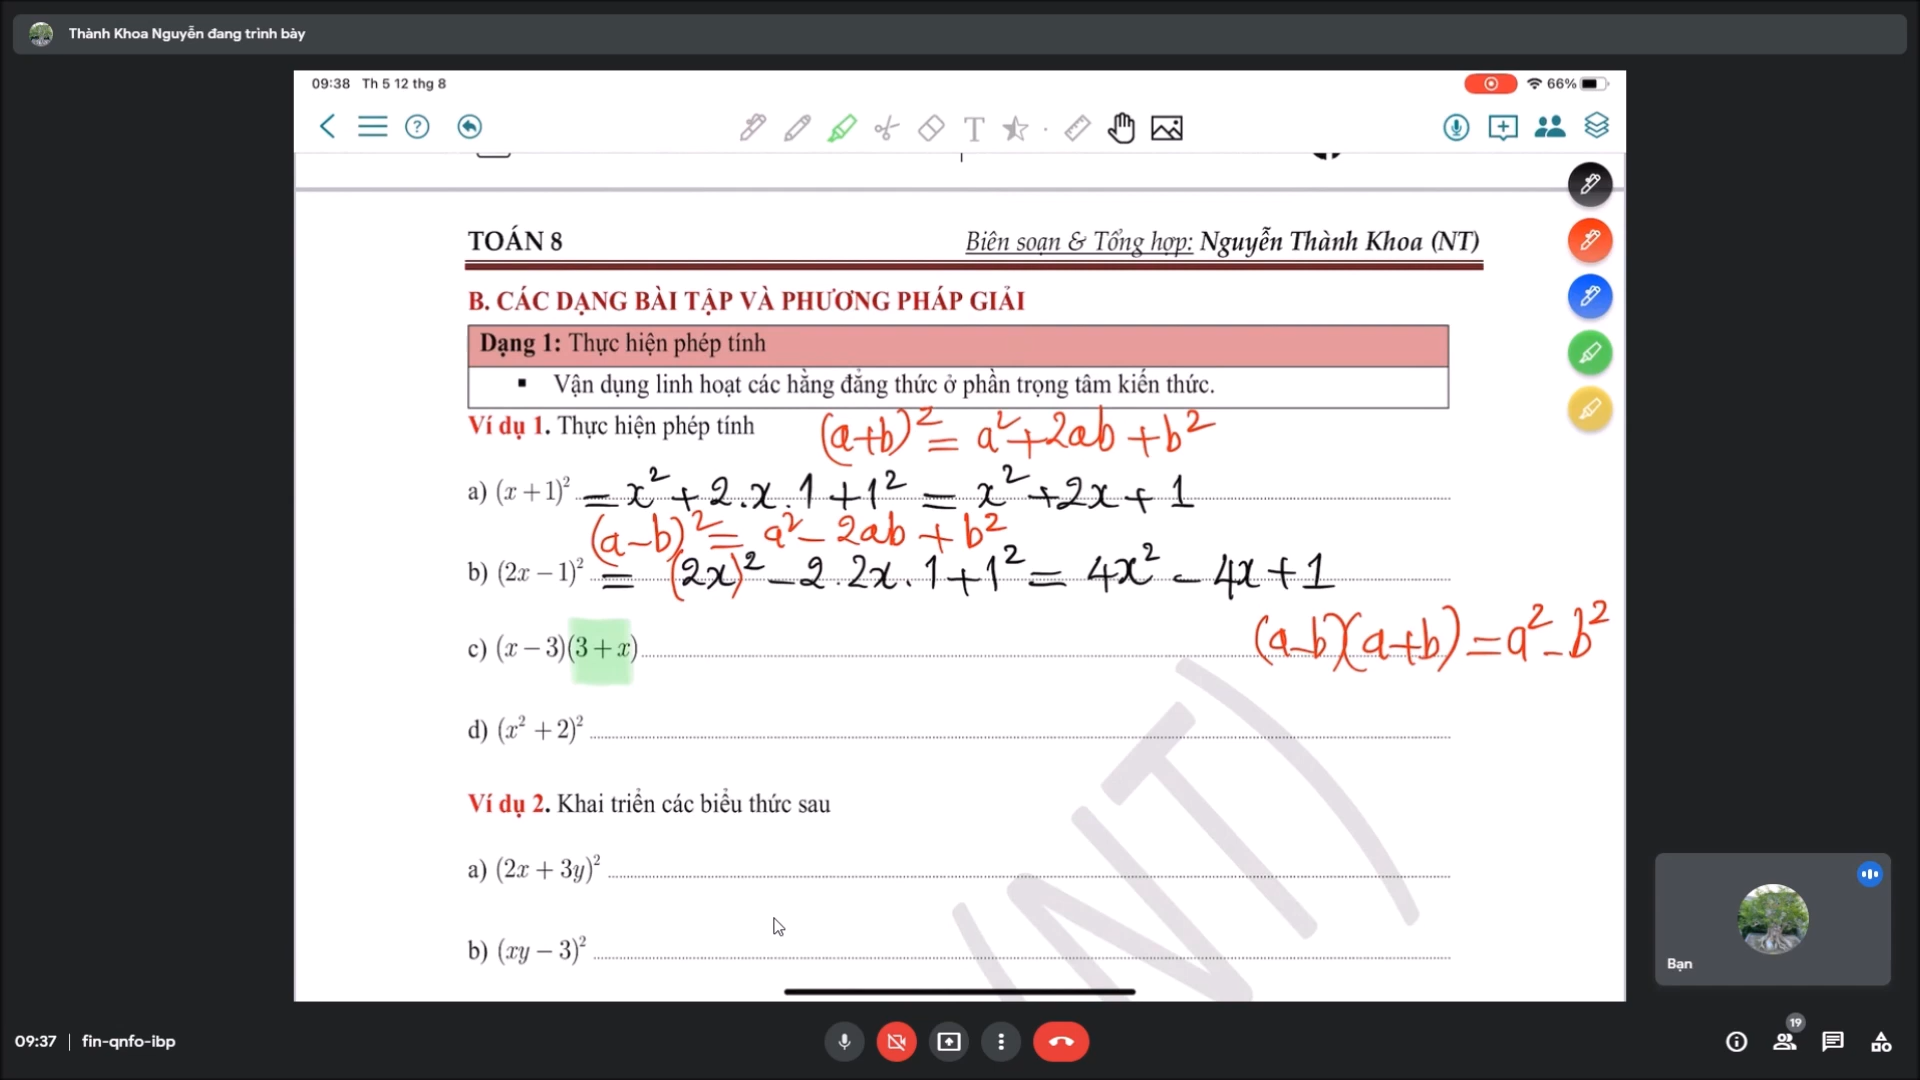 Thành Khoa Nguyễn đang trình bày
09:38 Th 5 12 thg 8
66%
TOÁN 8 Biên soạn & Tổng hợp: Nguyễn Thành Khoa (NT)
B. CÁC DẠNG BÀI TẬP VÀ PHƯƠNG PHÁP GIẢI
Dạng 1: Thực hiện phép tính
▪ Vận dụng linh hoạt các hằng đẳng thức ở phần trọng tâm kiến thức.
Ví dụ 1. Thực hiện phép tính (a+b)² = a² + 2ab + b²
a) (x + 1)² = x² + 2.x.1 + 1² = x² + 2x + 1
(a-b)² = a² - 2ab + b²
b) (2x − 1)² = (2x)² - 2.2x.1 + 1² = 4x² - 4x + 1
c) (x − 3)(3 + x) (a-b)(a+b) = a² - b²
d) (x² + 2)²
Ví dụ 2. Khai triển các biểu thức sau
a) (2x + 3y)²
b) (xy − 3)²
NT)
Bạn
09:37 | fin-qnfo-ibp
19